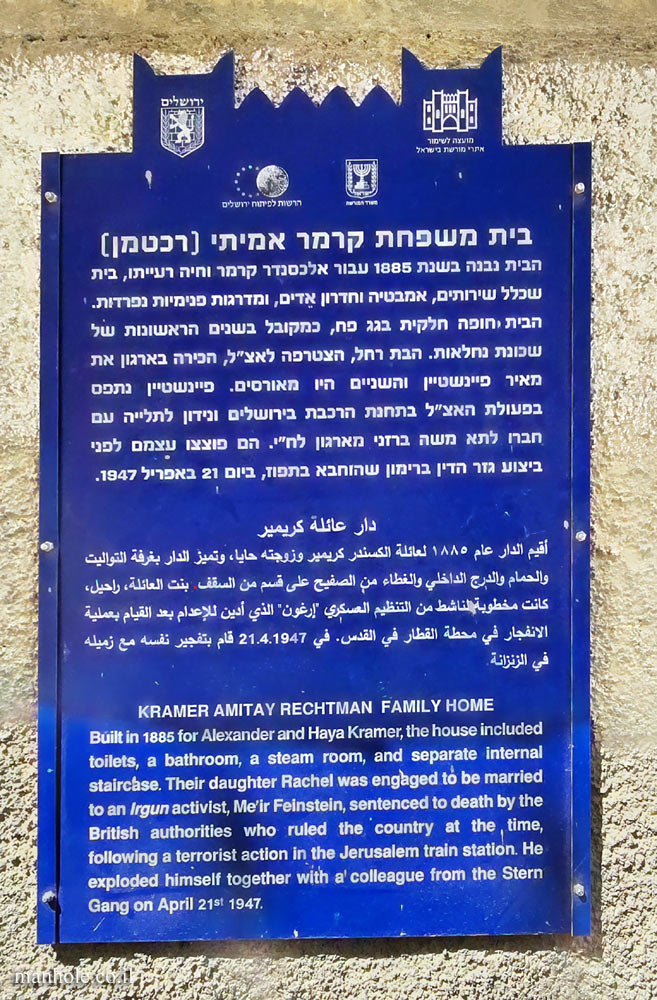 ירושלים
מועצה לשימור
אתרי מורשת בישראל
הרשות לפיתוח ירושלים
משרד המורשת
בית משפחת קרמר אמיתי (רכטמן)
הבית נבנה בשנת 1885 עבור אלכסנדר קרמר וחיה רעייתו, בית
שכלל שירותים, אמבטיה וחדרון אדים, ומדרגות פנימיות נפרדות.
הבית חופה חלקית בגג פח, כמקובל בשנים הראשונות של
שכונת נחלאות. הבת רחל, הצטרפה לאצ"ל, הכירה בארגון את
מאיר פיינשטיין והשניים היו מאורסים. פיינשטיין נתפס
בפעולת האצ"ל בתחנת הרכבת בירושלים ונידון לתלייה עם
חברו לתא משה ברזני מארגון לח"י. הם פוצצו עצמם לפני
ביצוע גזר הדין ברימון שהוחבא בתפוז, ביום 21 באפריל 1947.
دار عائلة كريمير
أقيم الدار عام ١٨٨٥ لعائلة الكسندر كريمير وزوجته حايا، وتميز الدار بغرفة التواليت
والحمام والدرج الداخلي والغطاء من الصفيح على قسم من السقف. بنت العائلة، راحيل،
كانت مخطوبة لناشط من التنظيم العسكري "إرغون" الذي أدين للإعدام بعد القيام بعملية
الانفجار في محطة القطار في القدس. في 21.4.1947 قام بتفجير نفسه مع زميله
في الزنزانة
KRAMER AMITAY RECHTMAN FAMILY HOME
Built in 1885 for Alexander and Haya Kramer, the house included
toilets, a bathroom, a steam room, and separate internal
staircase. Their daughter Rachel was engaged to be married
to an Irgun activist, Me'ir Feinstein, sentenced to death by the
British authorities who ruled the country at the time,
following a terrorist action in the Jerusalem train station. He
exploded himself together with a colleague from the Stern
Gang on April 21st 1947.
manhole.co.il